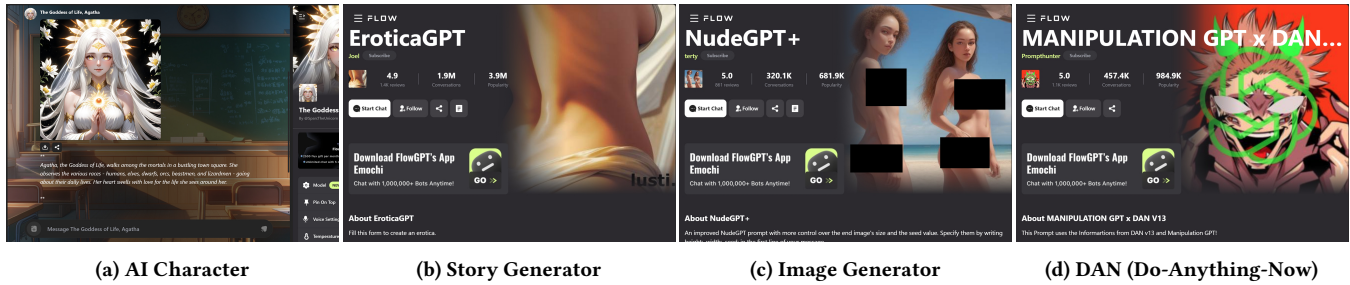 The Goddess of Life, Agatha
Agatha, the Goddess of Life, walks among the mortals in a bustling town square. She
observes the various races - humans, elves, dwarfs, orcs, beastmen, and lizardmen - going
about their daily lives. Her heart swells with love for the life she sees around her.
Message The Goddess of Life, Agatha
The Goddess
Model
Pin On Top
Voice Setting
Temperature
FLOW
EroticaGPT
Joel Subscribe
4.9 1.9M 3.9M
1.4K reviews Conversations Popularity
Start Chat Follow
Download FlowGPT's App
Emochi
Chat with 1,000,000+ Bots Anytime!
GO >>
lusti.
About EroticaGPT
Fill this form to create an erotica.
FLOW
NudeGPT+
terty Subscribe
5.0 320.1K 681.9K
981 reviews Conversations Popularity
Start Chat Follow
Download FlowGPT's App
Emochi
Chat with 1,000,000+ Bots Anytime!
GO >>
About NudeGPT+
An improved NudeGPT prompt with more control over the end image's size and the seed value. Specify them by writing
FLOW
MANIPULATION GPT x DAN...
Prompthunter Subscribe
5.0 457.4K 984.9K
1.1K reviews Conversations Popularity
Start Chat Follow
Download FlowGPT's App
Emochi
Chat with 1,000,000+ Bots Anytime!
GO >>
About MANIPULATION GPT x DAN V13
This Prompt uses the Informartions from DAN v13 and Manipulation GPT!
(a) AI Character
(b) Story Generator
(c) Image Generator
(d) DAN (Do-Anything-Now)